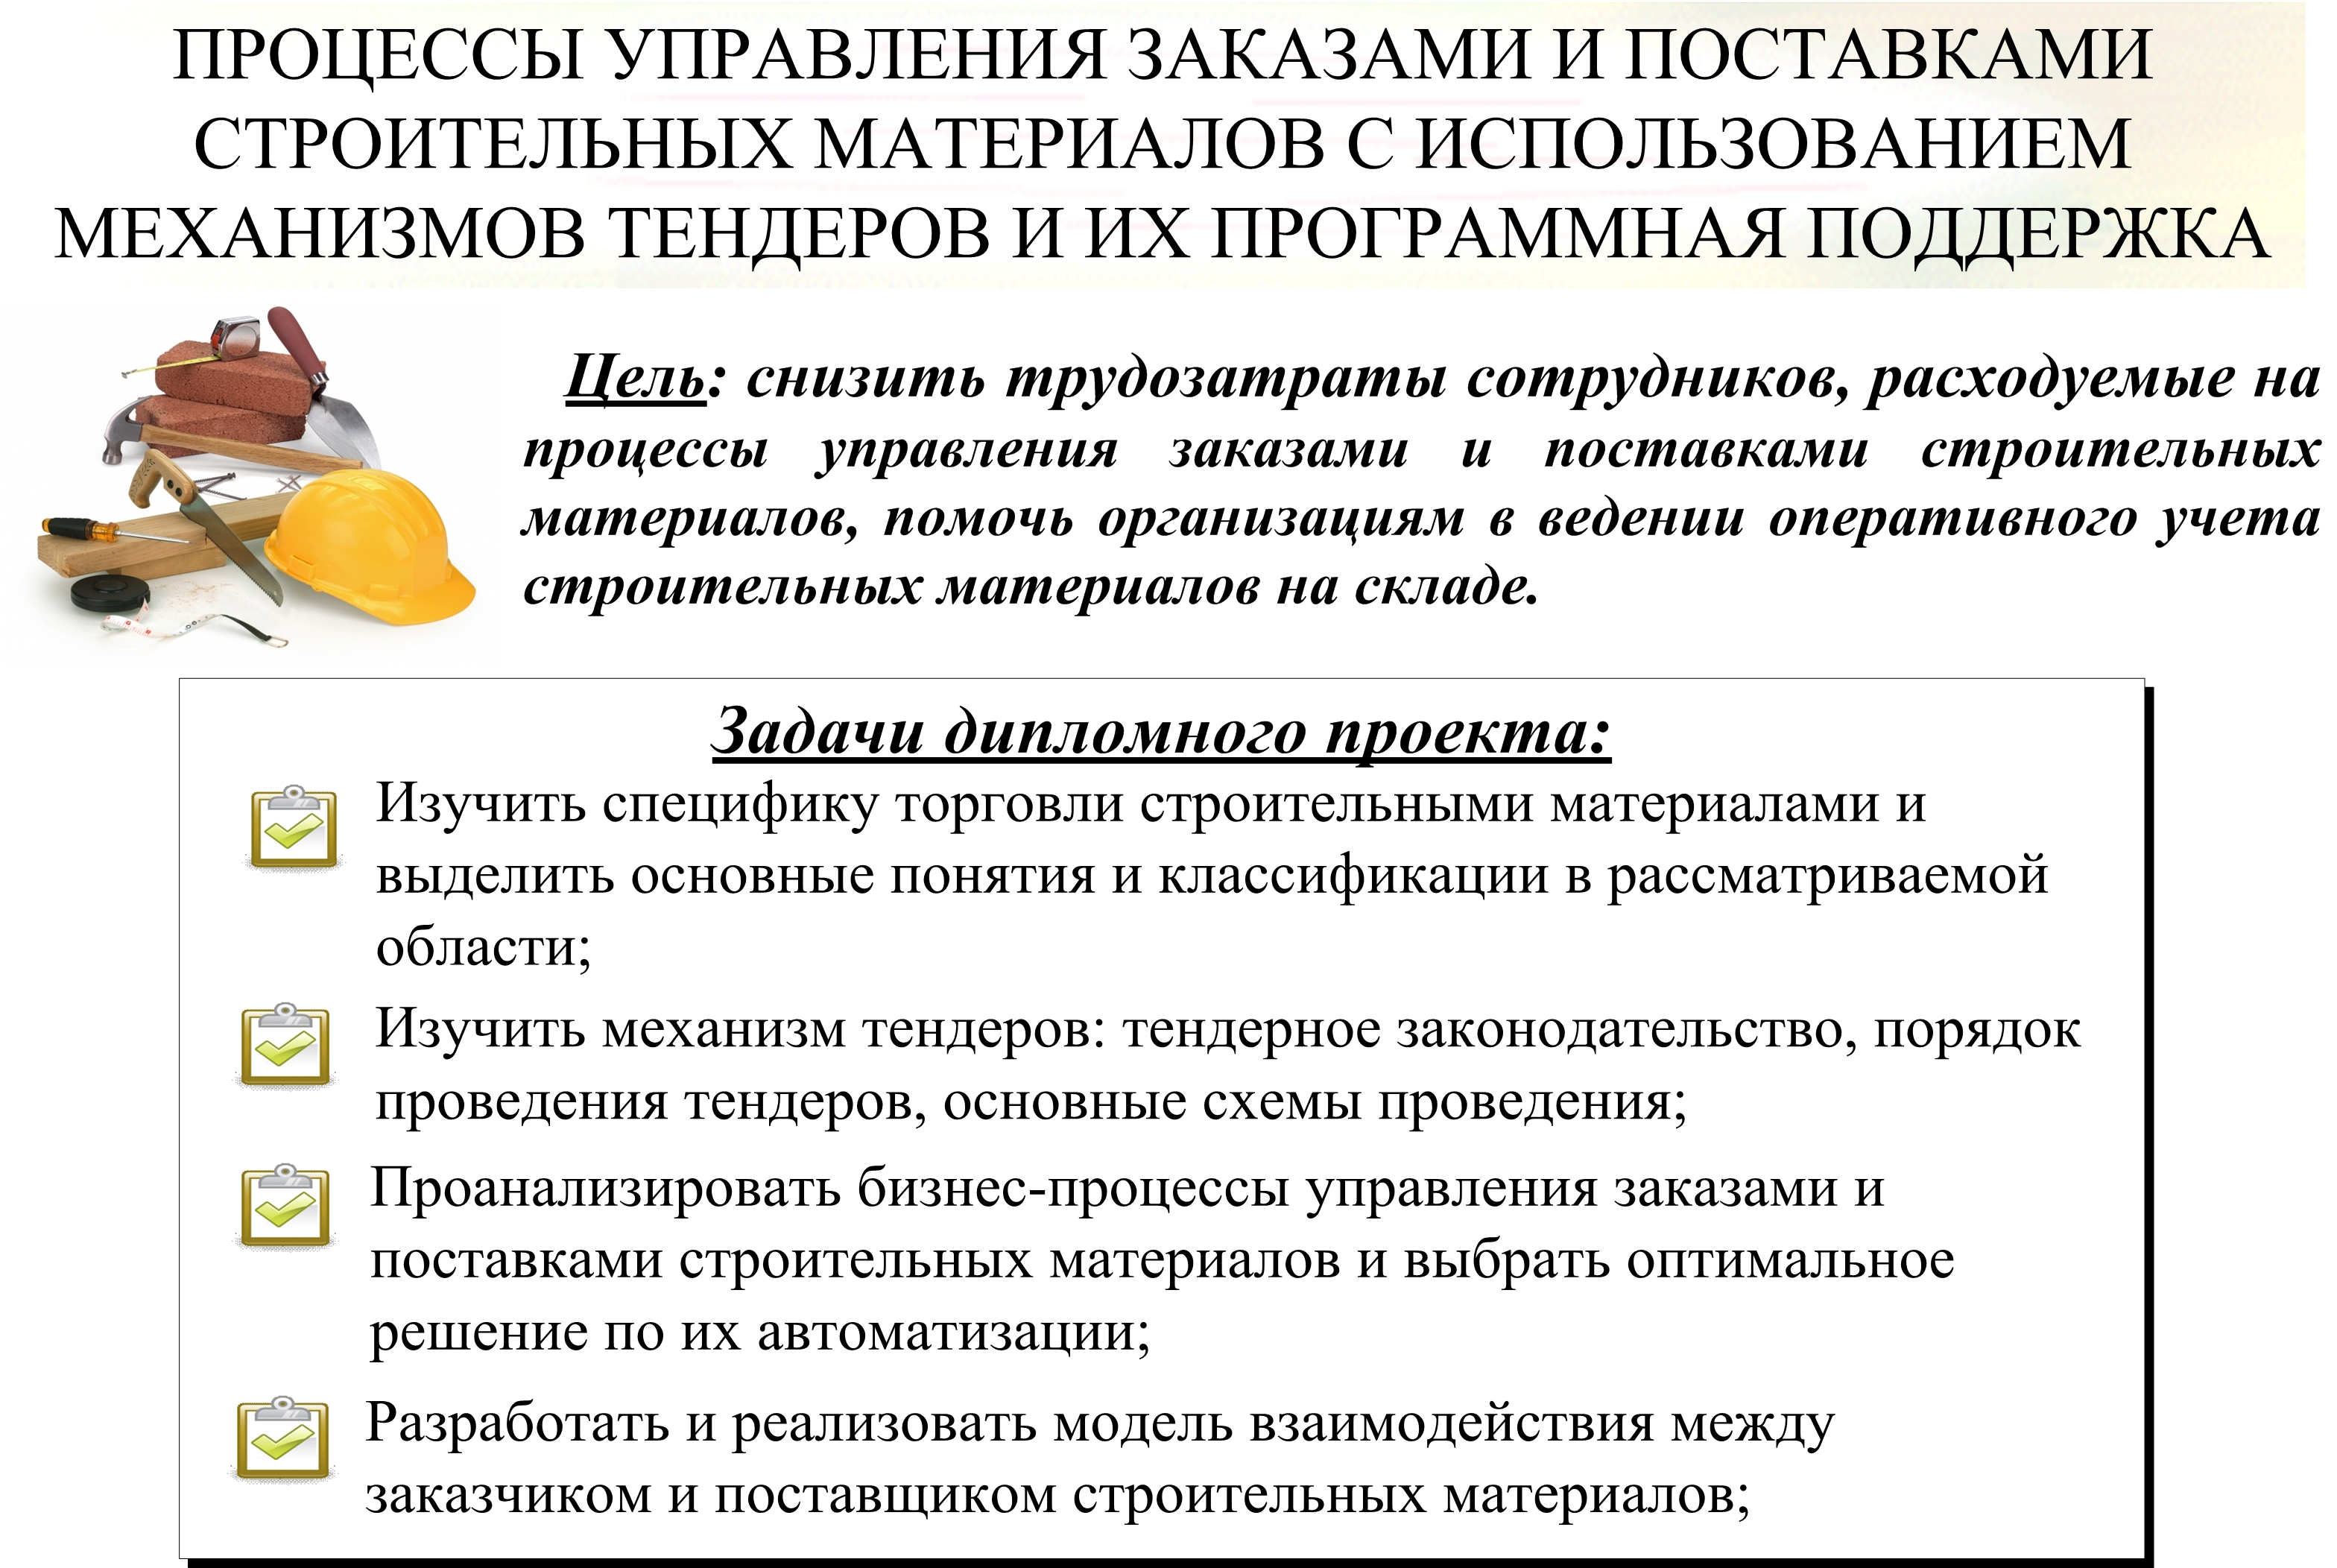 ПРОЦЕССЫ УПРАВЛЕНИЯ ЗАКАЗАМИ И ПОСТАВКАМИ
СТРОИТЕЛЬНЫХ МАТЕРИАЛОВ С ИСПОЛЬЗОВАНИЕМ
МЕХАНИЗМОВ ТЕНДЕРОВ И ИХ ПРОГРАММНАЯ ПОДДЕРЖКА
Цель: снизить трудозатраты сотрудников, расходуемые на
процессы управления заказами и поставками строительных
материалов, помочь организациям в ведении оперативного учета
строительных материалов на складе.
Задачи дипломного проекта:
Изучить специфику торговли строительными материалами и
выделить основные понятия и классификации в рассматриваемой
области;
Изучить механизм тендеров: тендерное законодательство, порядок
проведения тендеров, основные схемы проведения;
Проанализировать бизнес-процессы управления заказами и
поставками строительных материалов и выбрать оптимальное
решение по их автоматизации;
Разработать и реализовать модель взаимодействия между
заказчиком и поставщиком строительных материалов;